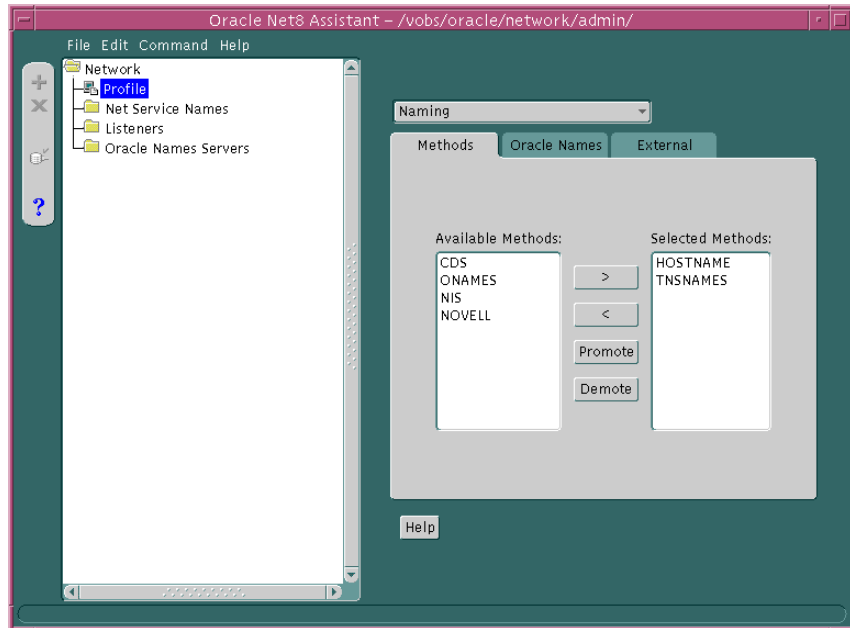 Oracle Net8 Assistant – /vobs/oracle/network/admin/
File Edit Command Help
Network
Profile
Net Service Names
Listeners
Oracle Names Servers
?
Naming
Methods Oracle Names External
Available Methods: Selected Methods:
CDS
ONAMES
NIS
NOVELL
>
<
Promote
Demote
HOSTNAME
TNSNAMES
Help